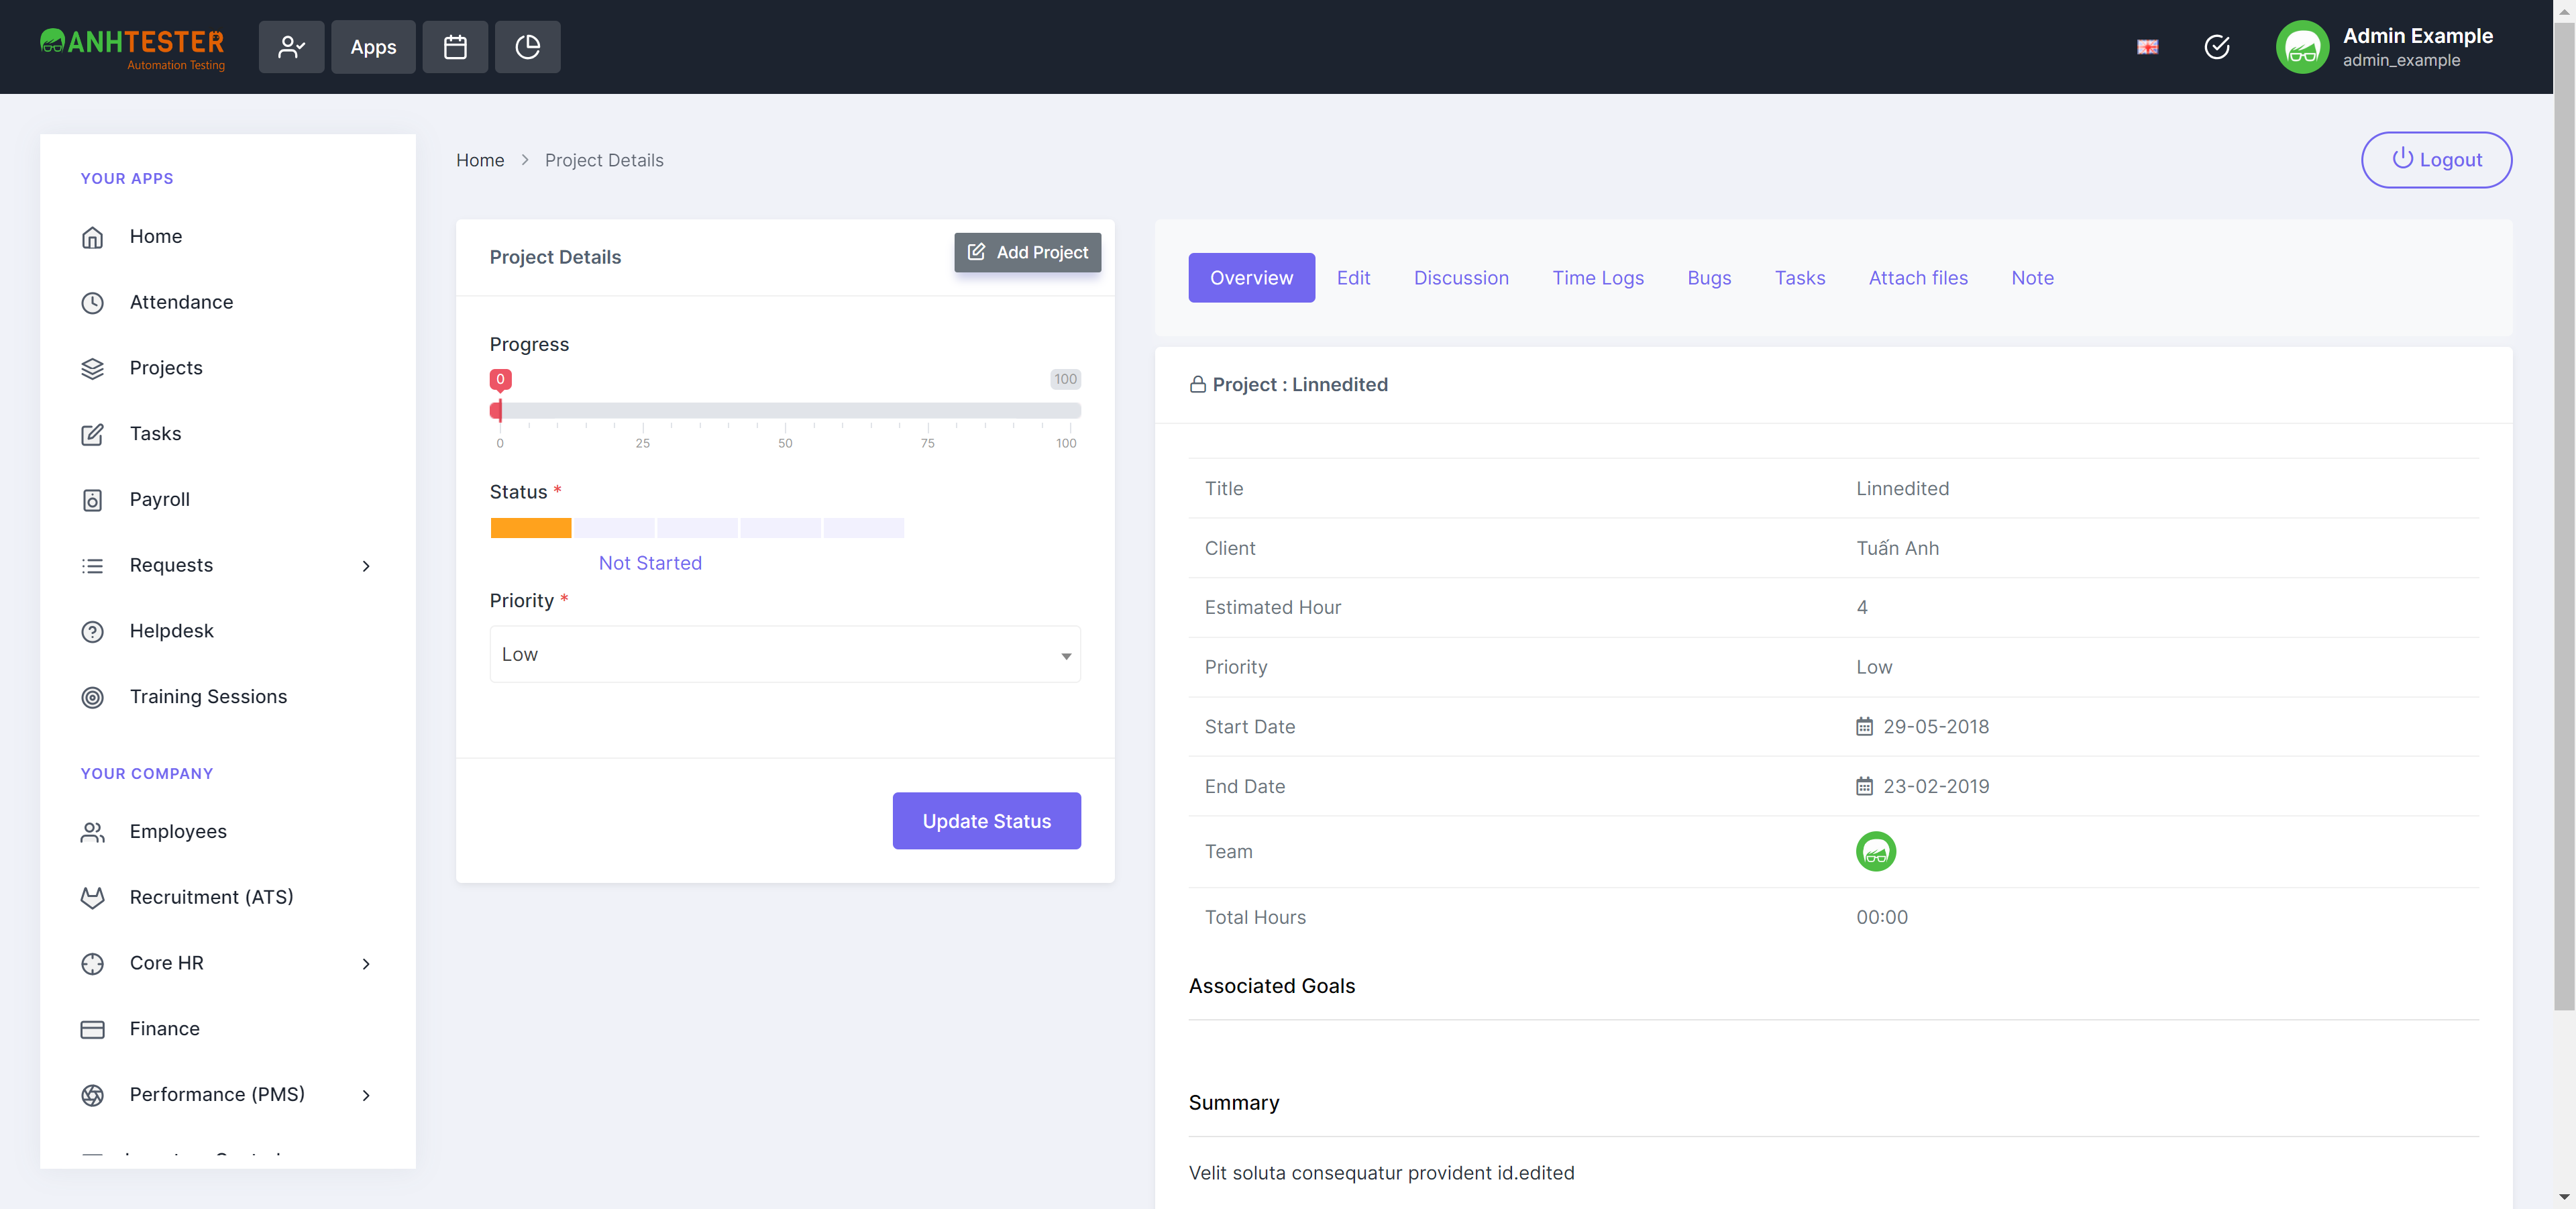 ANHTESTER
Automation Testing
Apps
Admin Example
admin_example
YOUR APPS
Home
Attendance
Projects
Tasks
Payroll
Requests
Helpdesk
Training Sessions
YOUR COMPANY
Employees
Recruitment (ATS)
Core HR
Finance
Performance (PMS)
Home > Project Details
Logout
Project Details
Add Project
Progress
0 100
0 25 50 75 100
Status *
Not Started
Priority *
Low
Update Status
Overview Edit Discussion Time Logs Bugs Tasks Attach files Note
Project : Linnedited
Title Linnedited
Client Tuấn Anh
Estimated Hour 4
Priority Low
Start Date 29-05-2018
End Date 23-02-2019
Team
Total Hours 00:00
Associated Goals
Summary
Velit soluta consequatur provident id.edited